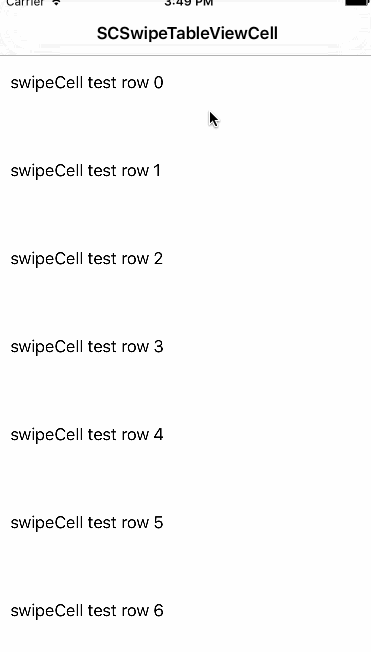 Carrier 3:49 PM
SCSwipeTableViewCell
swipeCell test row 0
swipeCell test row 1
swipeCell test row 2
swipeCell test row 3
swipeCell test row 4
swipeCell test row 5
swipeCell test row 6